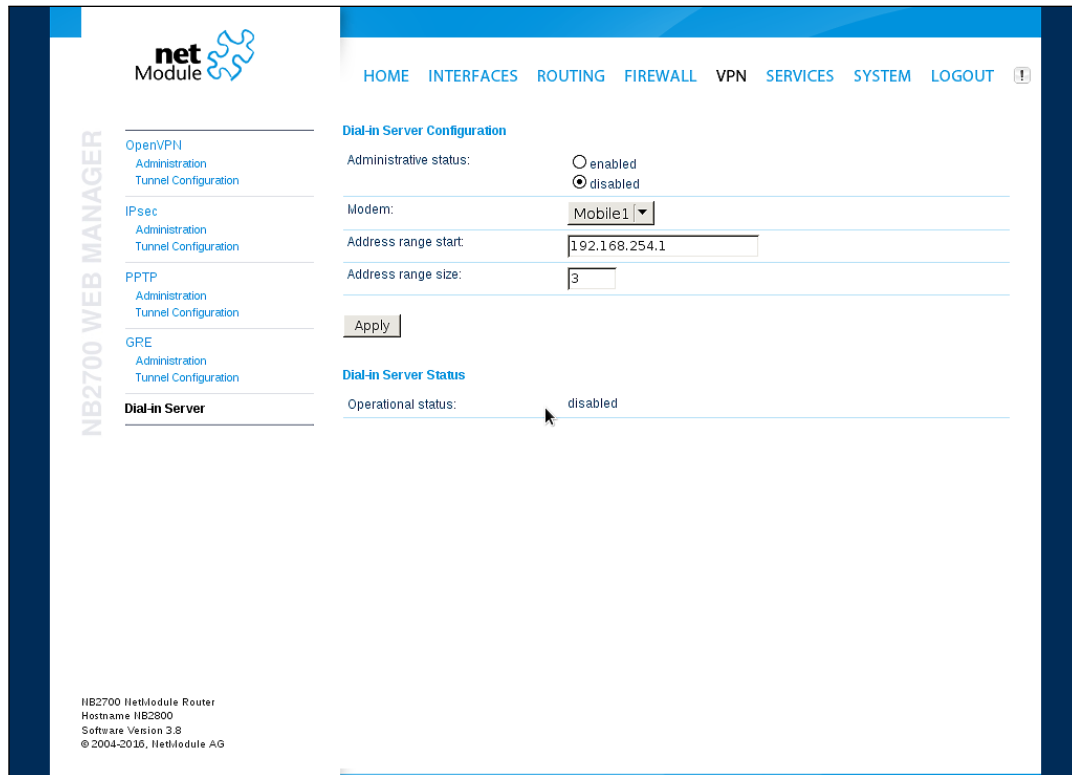 net
Module
HOME INTERFACES ROUTING FIREWALL VPN SERVICES SYSTEM LOGOUT !
NB2700 WEB MANAGER
OpenVPN
Administration
Tunnel Configuration
IPsec
Administration
Tunnel Configuration
PPTP
Administration
Tunnel Configuration
GRE
Administration
Tunnel Configuration
Dial-in Server
Dial-in Server Configuration
Administrative status:
enabled
disabled
Modem: Mobile1
Address range start: 192.168.254.1
Address range size: 3
Apply
Dial-in Server Status
Operational status: disabled
NB2700 NetModule Router
Hostname NB2800
Software Version 3.8
© 2004-2016, NetModule AG